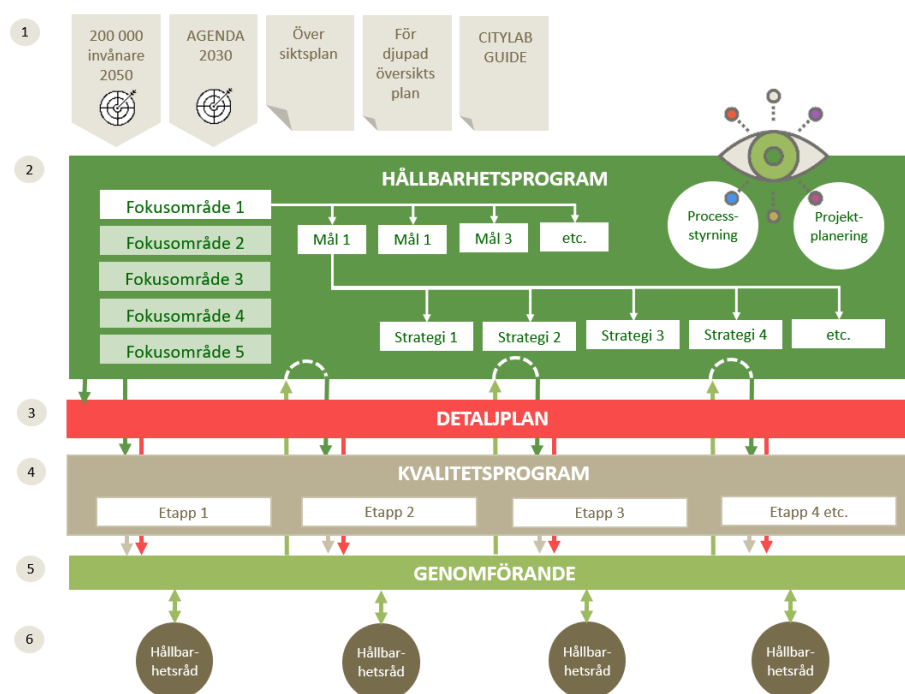 1
200 000
invånare
2050
AGENDA
2030
Över
siktsplan
För
djupad
översikts
plan
CITYLAB
GUIDE
2
HÅLLBARHETSPROGRAM
Fokusområde 1
Fokusområde 2
Fokusområde 3
Fokusområde 4
Fokusområde 5
Mål 1
Mål 1
Mål 3
etc.
Process-
styrning
Projekt-
planering
Strategi 1
Strategi 2
Strategi 3
Strategi 4
etc.
3
DETALJPLAN
4
KVALITETSPROGRAM
Etapp 1
Etapp 2
Etapp 3
Etapp 4 etc.
5
GENOMFÖRANDE
6
Hållbar-
hetsråd
Hållbar-
hetsråd
Hållbar-
hetsråd
Hållbar-
hetsråd